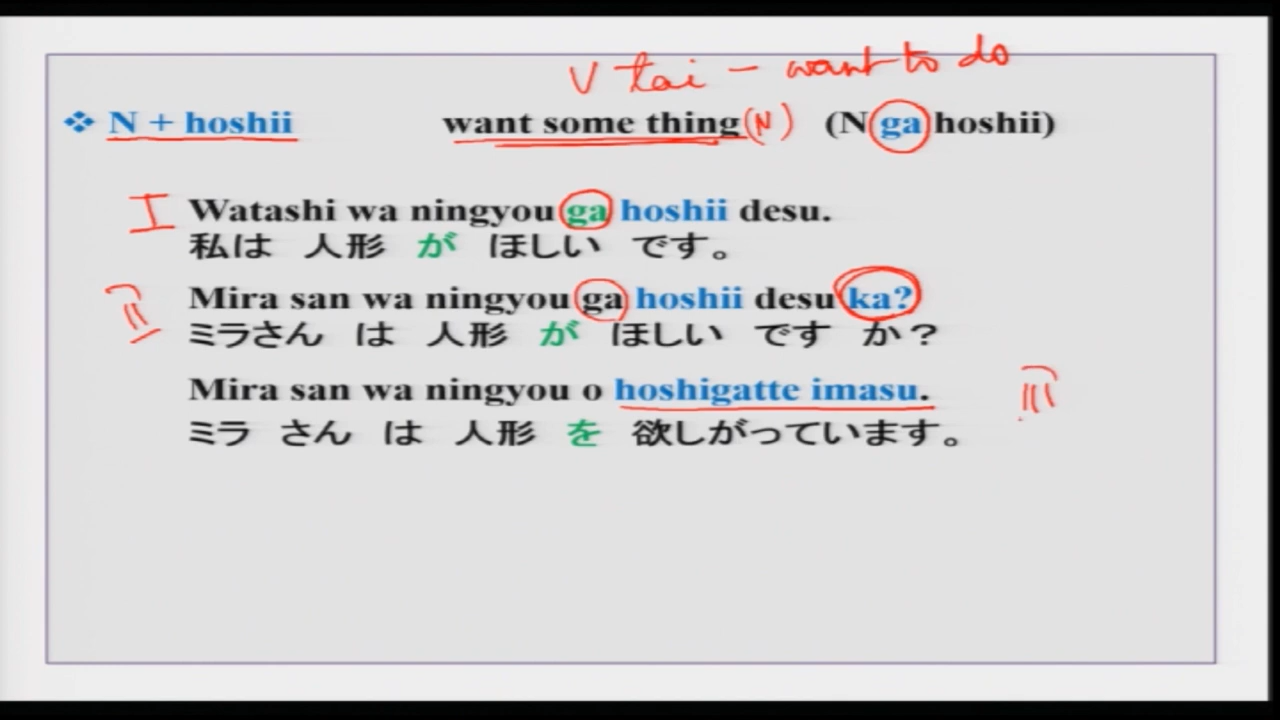 V tai - want to do
❖ N + hoshii want some thing (N) (N ga hoshii)
I Watashi wa ningyou ga hoshii desu.
私は 人形 が ほしい です。
II Mira san wa ningyou ga hoshii desu ka?
ミラさん は 人形 が ほしい です か？
Mira san wa ningyou o hoshigatte imasu. III
ミラ さん は 人形 を 欲しがっています。